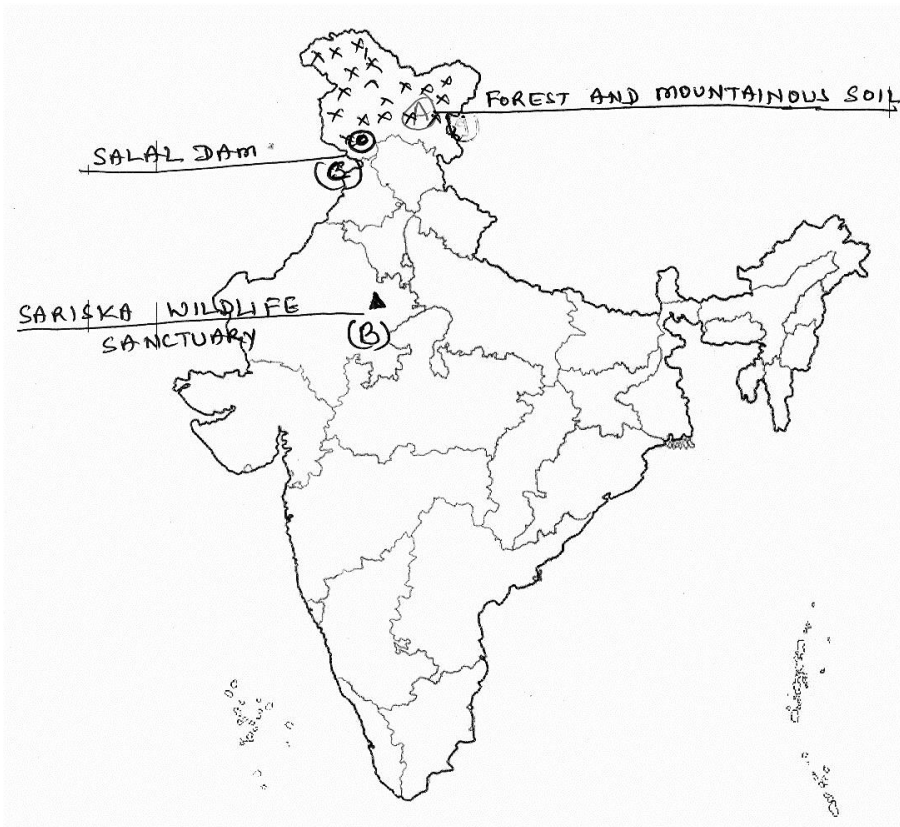 A FOREST AND MOUNTAINOUS SOIL
SALAL DAM
C
SARISKA WILDLIFE
SANCTUARY
(B)